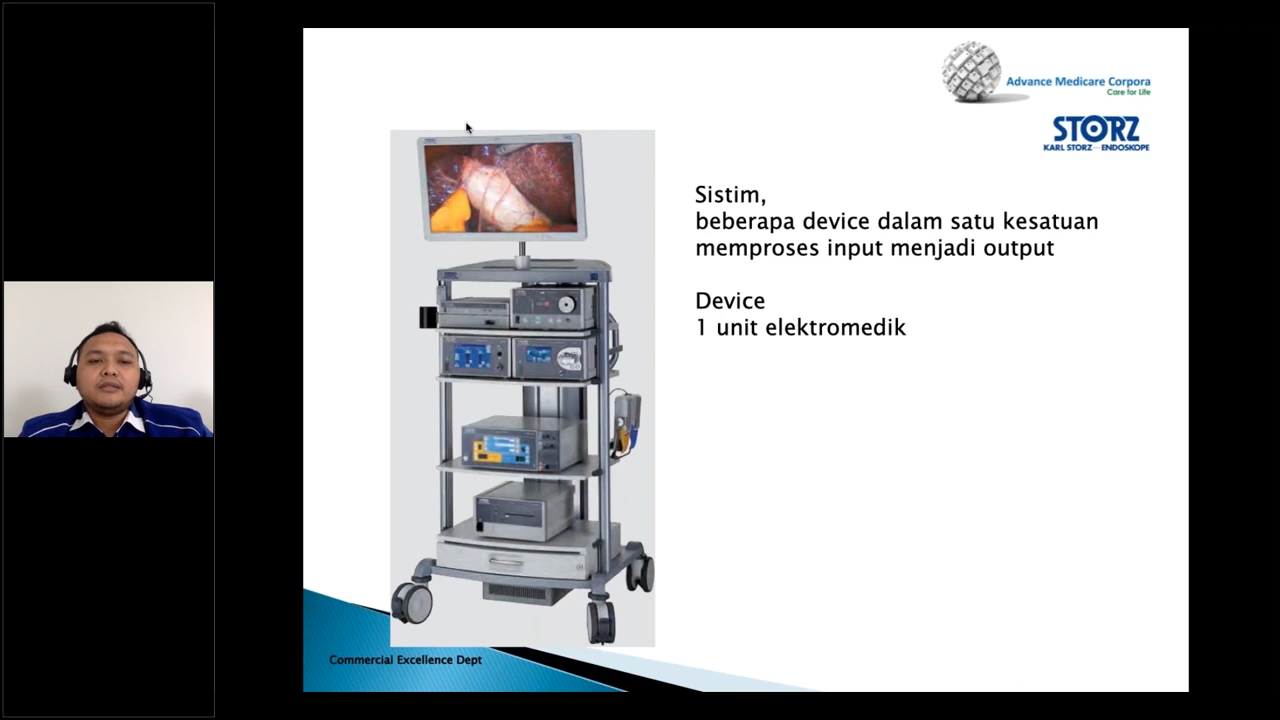 Advance Medicare Corpora
Care for Life
STORZ
KARL STORZ — ENDOSKOPE
Sistim,
beberapa device dalam satu kesatuan
memproses input menjadi output
Device
1 unit elektromedik
Commercial Excellence Dept